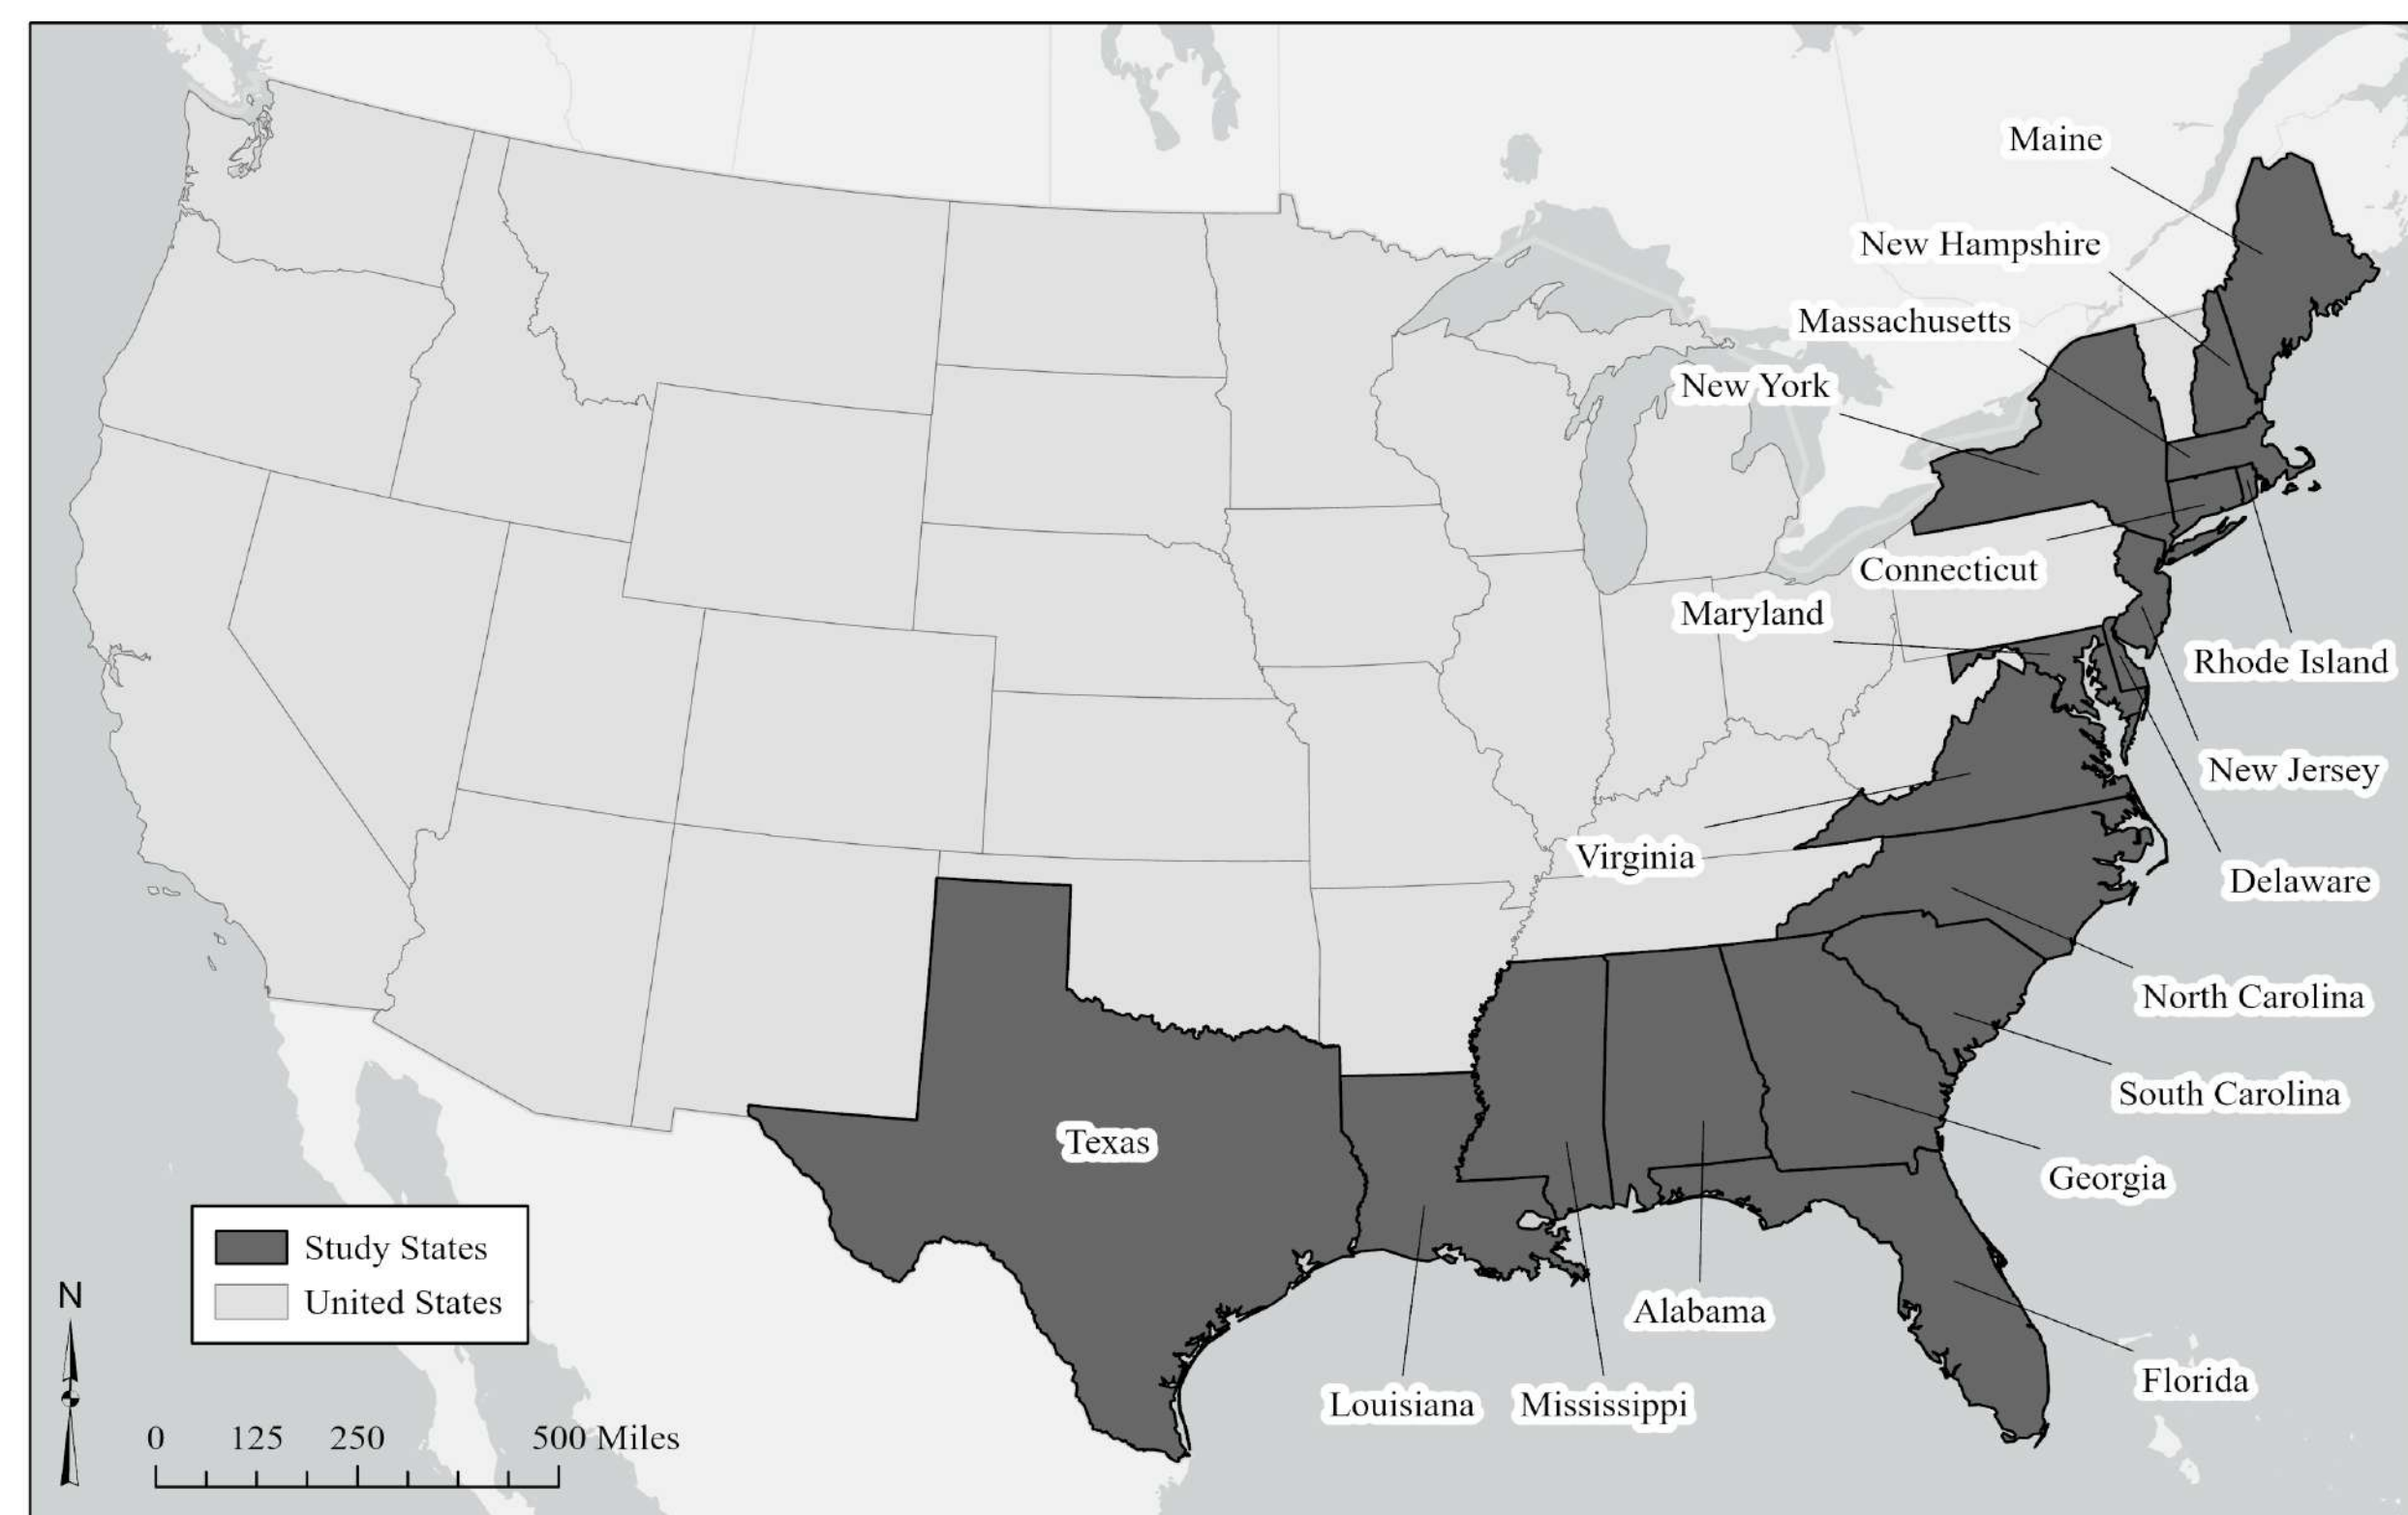 Maine
New Hampshire
Massachusetts
New York
Connecticut
Maryland
Rhode Island
New Jersey
Virginia
Delaware
North Carolina
South Carolina
Texas
Georgia
Study States
United States
N
Alabama
Florida
Louisiana
Mississippi
0 125 250 500 Miles